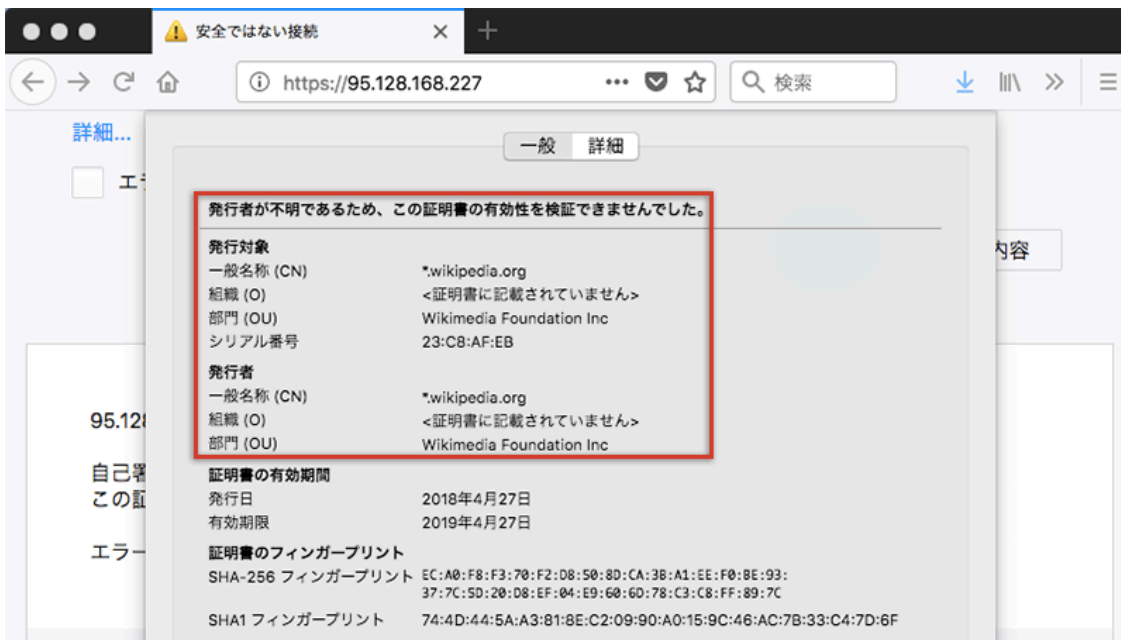 安全ではない接続
https://95.128.168.227
検索
詳細...
一般 詳細
エラ
発行者が不明であるため、この証明書の有効性を検証できませんでした。
発行対象
一般名称 (CN) *.wikipedia.org
内容
組織 (O) <証明書に記載されていません>
部門 (OU) Wikimedia Foundation Inc
シリアル番号 23:C8:AF:EB
発行者
一般名称 (CN) *.wikipedia.org
95.128
組織 (O) <証明書に記載されていません>
部門 (OU) Wikimedia Foundation Inc
自己署
証明書の有効期間
この証
発行日 2018年4月27日
有効期限 2019年4月27日
エラー
証明書のフィンガープリント
SHA-256 フィンガープリント EC:A0:F8:F3:70:F2:D8:50:8D:CA:3B:A1:EE:F0:BE:93:
37:7C:5D:20:D8:EF:04:E9:60:6D:78:C3:C8:FF:89:7C
SHA1 フィンガープリント 74:4D:44:5A:A3:81:8E:C2:09:90:A0:15:9C:46:AC:7B:33:C4:7D:6F